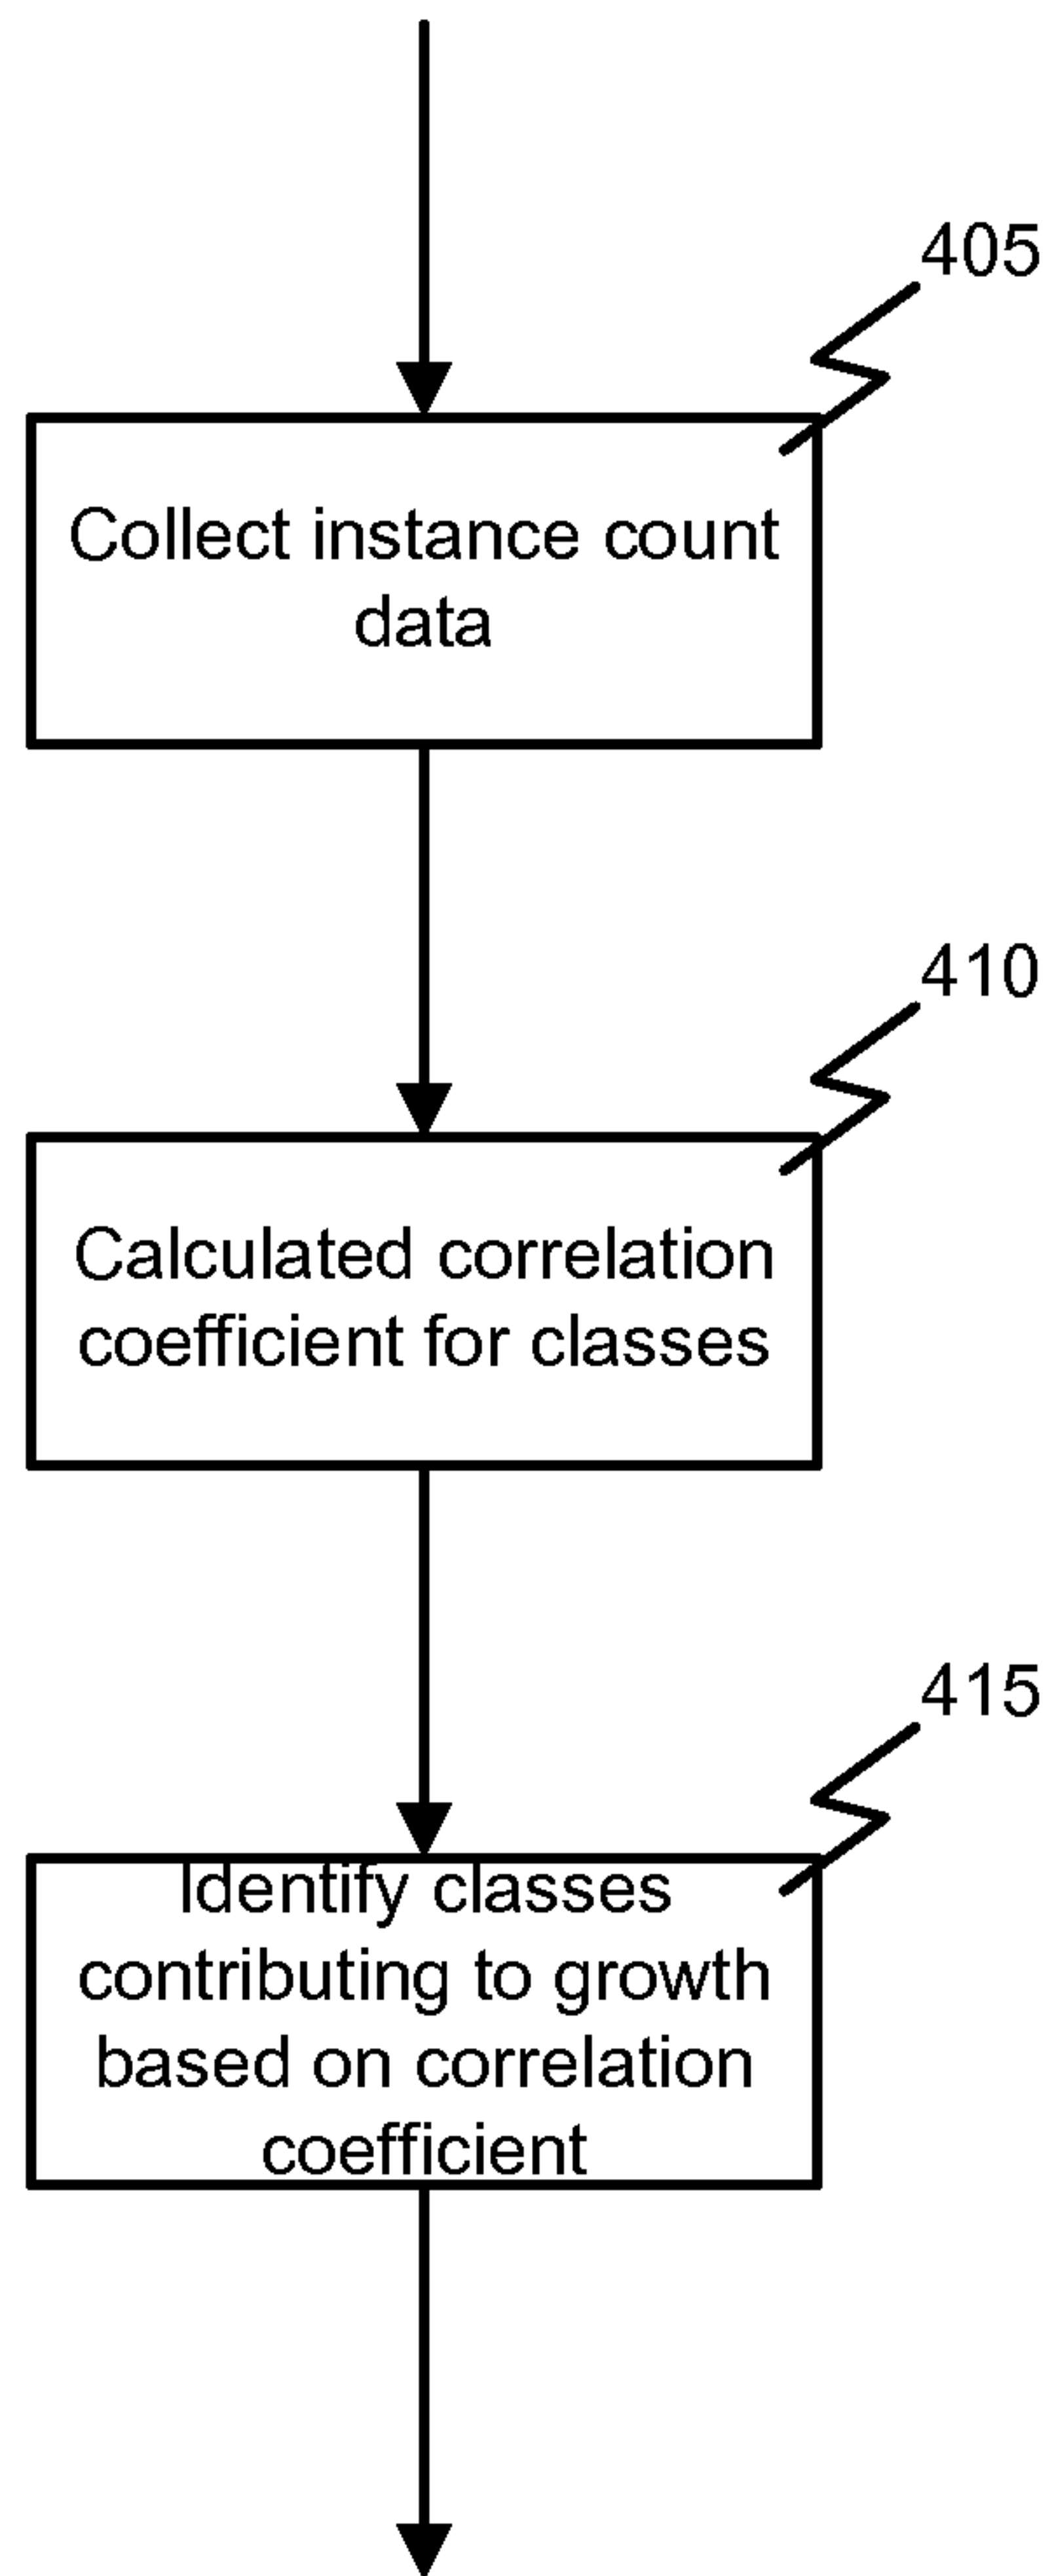 405
Collect instance count
data
410
Calculated correlation
coefficient for classes
415
Identify classes
contributing to growth
based on correlation
coefficient